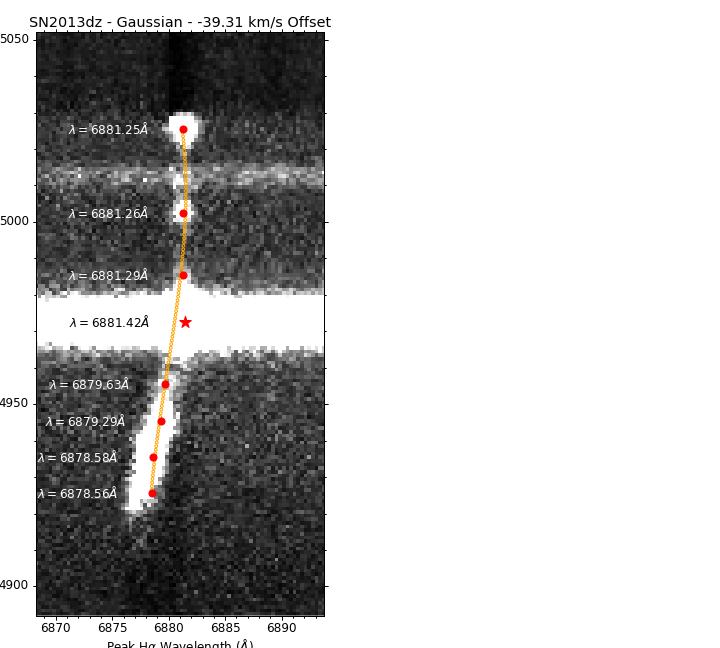 SN2013dz - Gaussian - -39.31 km/s Offset
5050
λ = 6881.25Å
λ = 6881.26Å
5000
λ = 6881.29Å
λ = 6881.42Å
λ = 6879.63Å
4950
λ = 6879.29Å
λ = 6878.58Å
λ = 6878.56Å
4900
6870 6875 6880 6885 6890
Peak Hα Wavelength (Å)